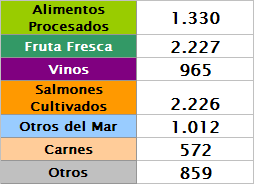 Alimentos
Procesados 1.330
Fruta Fresca 2.227
Vinos 965
Salmones
Cultivados 2.226
Otros del Mar 1.012
Carnes 572
Otros 859